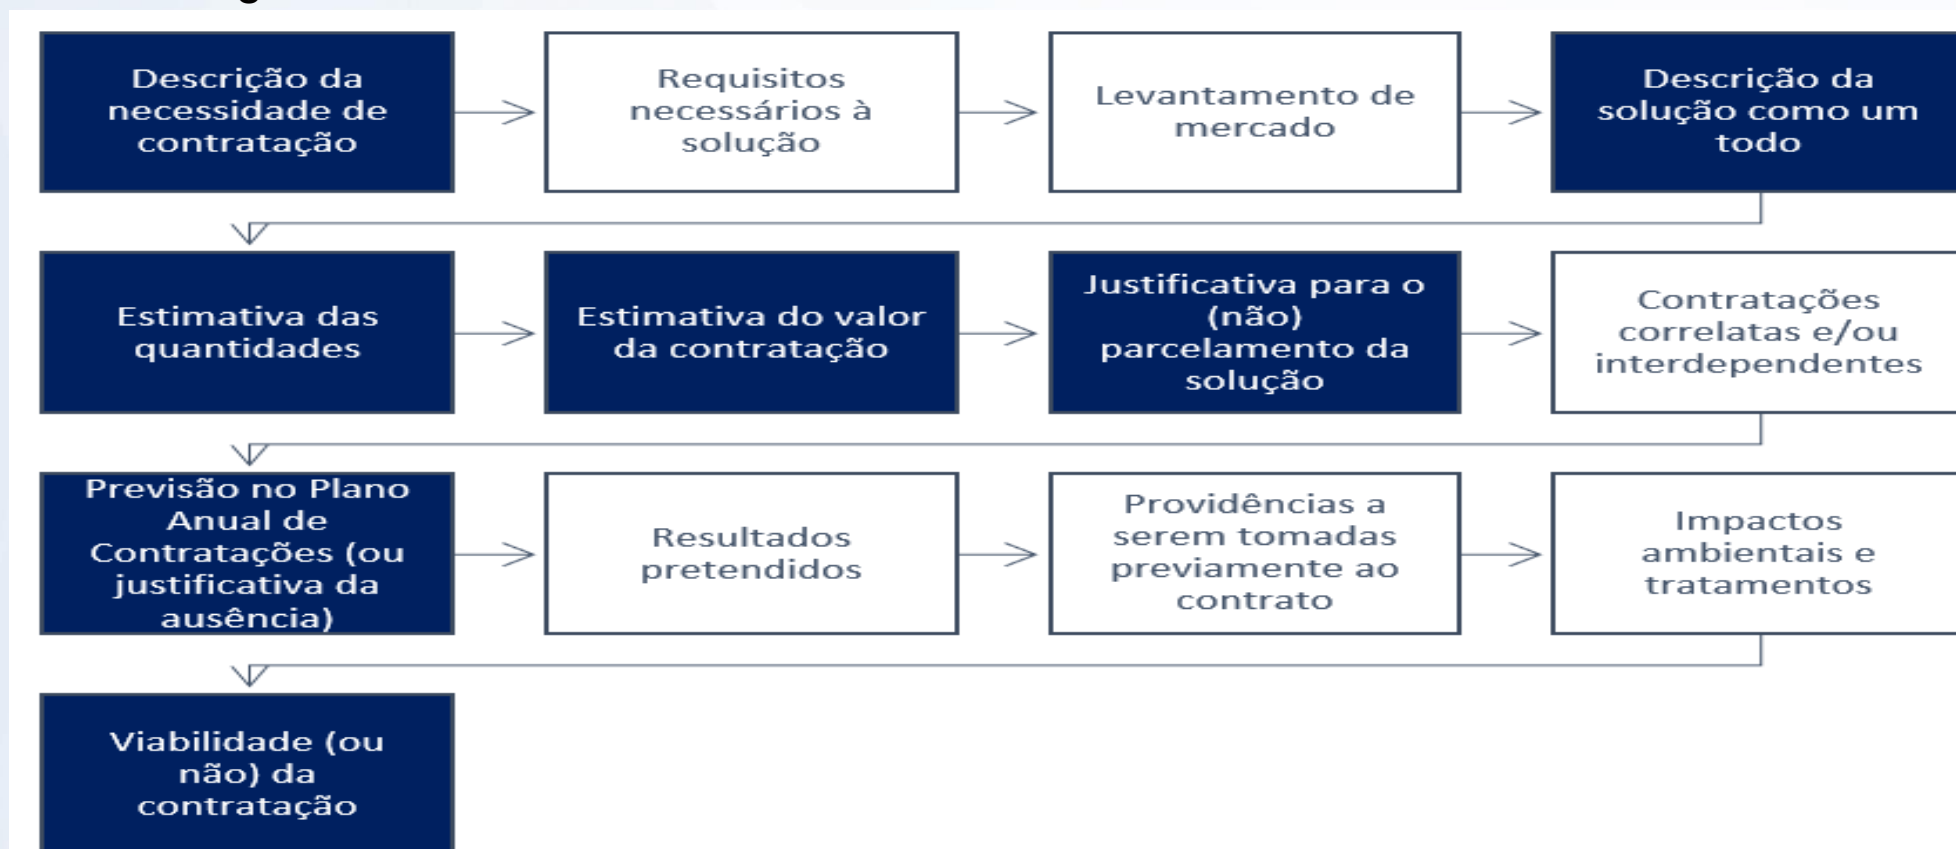 Descrição da
necessidade de
contratação
Requisitos
necessários à
solução
Levantamento de
mercado
Descrição da
solução como um
todo
Estimativa das
quantidades
Estimativa do valor
da contratação
Justificativa para o
(não)
parcelamento da
solução
Contratações
correlatas e/ou
interdependentes
Previsão no Plano
Anual de
Contratações (ou
justificativa da
ausência)
Resultados
pretendidos
Providências a
serem tomadas
previamente ao
contrato
Impactos
ambientais e
tratamentos
Viabilidade (ou
não) da
contratação